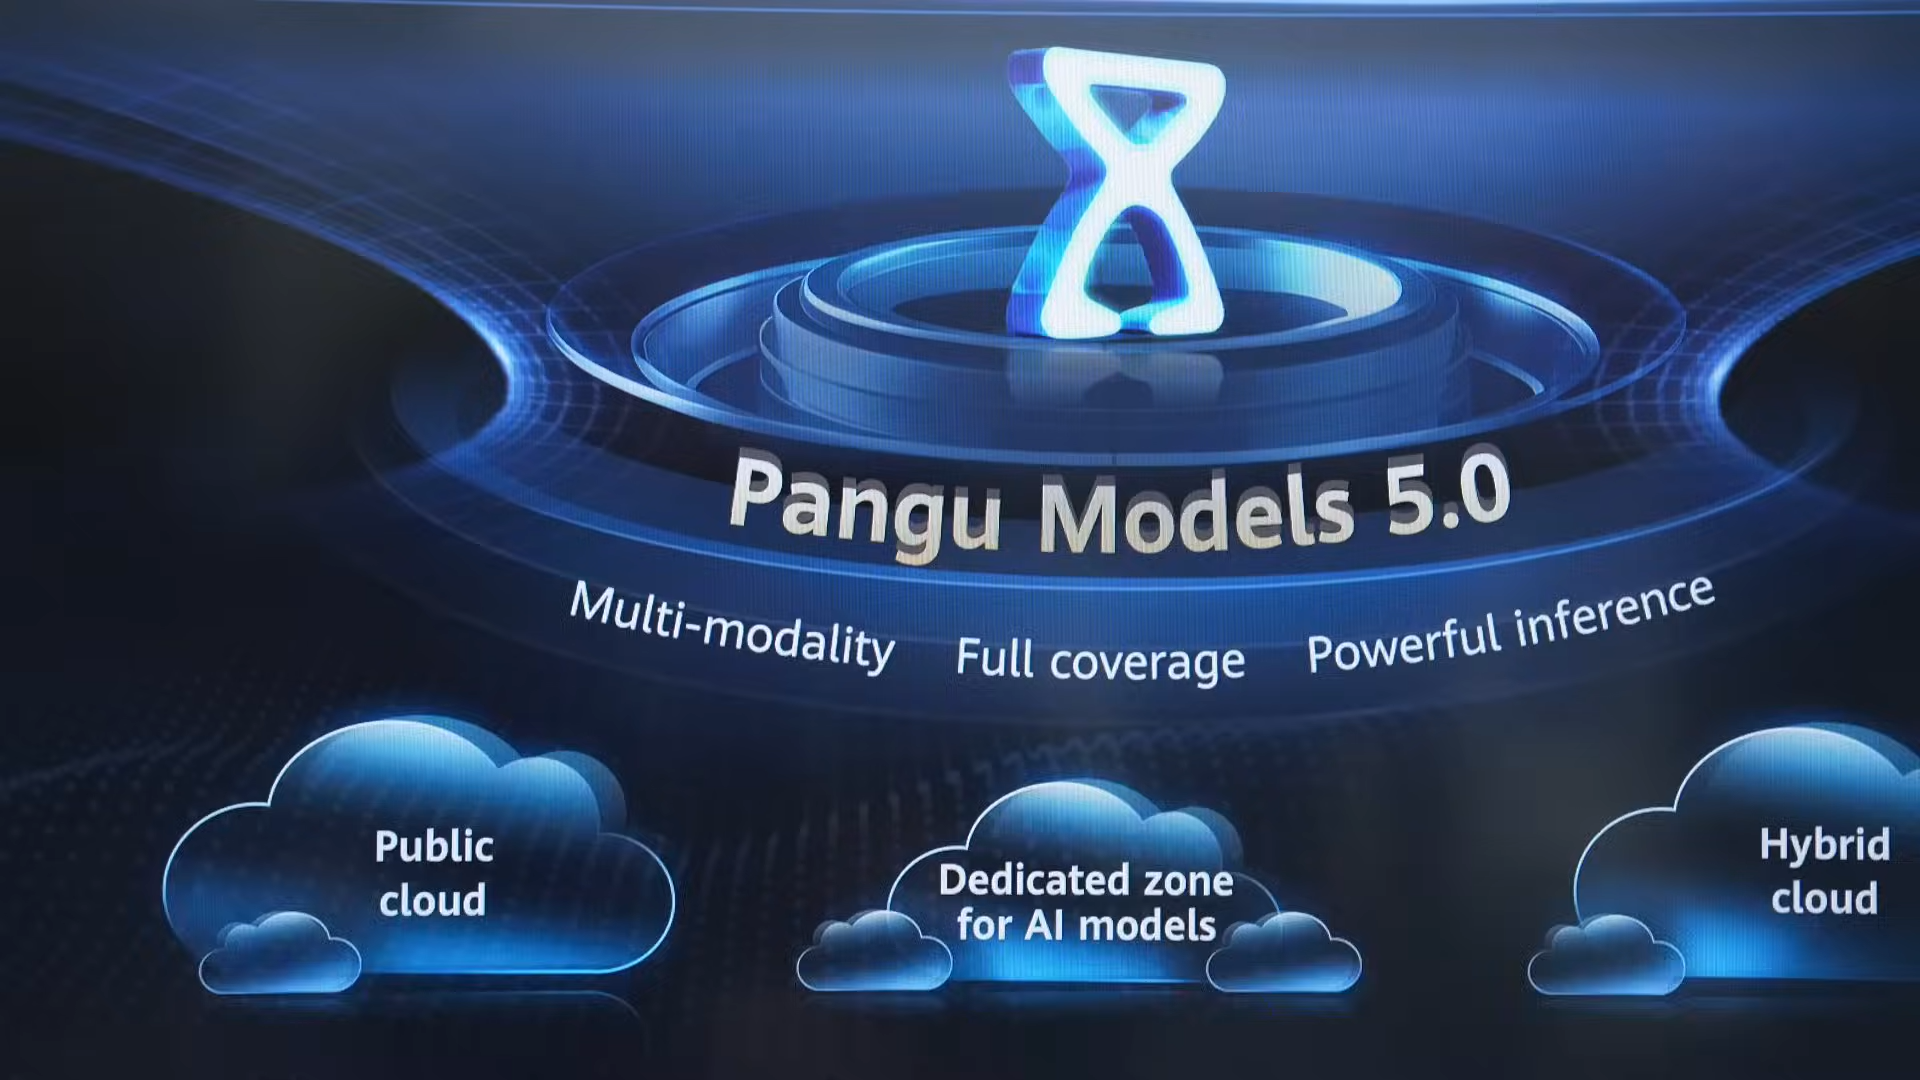 Pangu Models 5.0
Multi-modality Full coverage Powerful inference
Public
cloud
Dedicated zone
for AI models
Hybrid
cloud